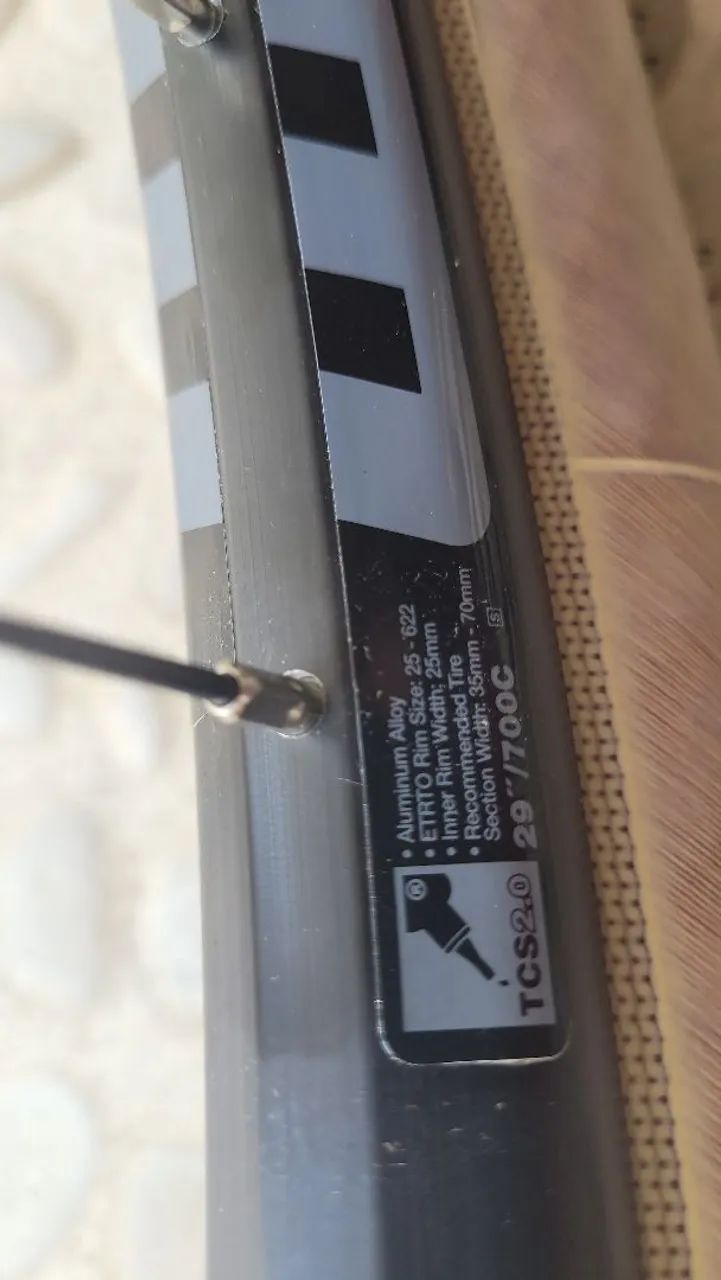 • Aluminum Alloy
• ETRTO Rim Size: 25 - 622
• Inner Rim Width: 25mm
• Recommended Tire
Section Width: 35mm - 70mm
29"/700C S
®
TCS2.0